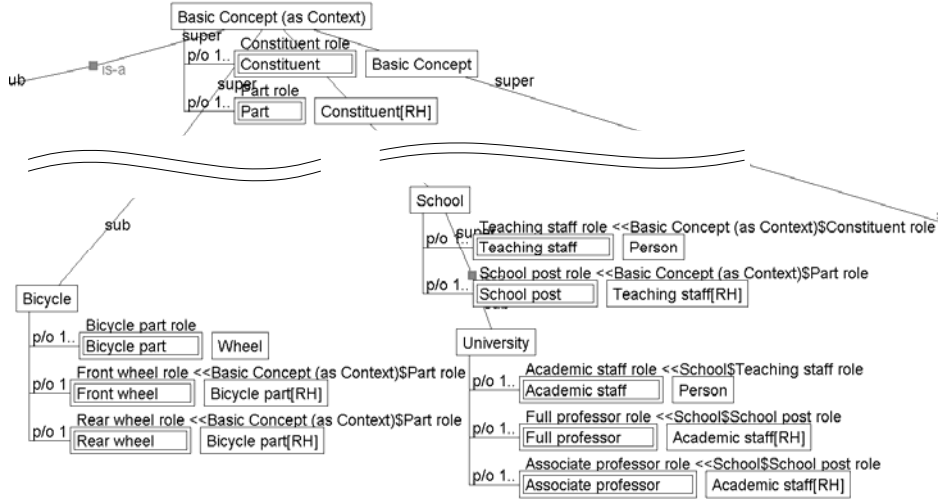 Basic Concept (as Context)
super
Constituent role
p/o 1..
Constituent
Basic Concept
is-a
ub
super
super
Part role
p/o 1..
Part
Constituent[RH]
sub
School
super
Teaching staff role <<Basic Concept (as Context)$Constituent role
p/o 1..
Teaching staff
Person
School post role <<Basic Concept (as Context)$Part role
p/o 1..
School post
Teaching staff[RH]
sub
Bicycle
Bicycle part role
p/o 1..
Bicycle part
Wheel
Front wheel role <<Basic Concept (as Context)$Part role
p/o 1
Front wheel
Bicycle part[RH]
Rear wheel role <<Basic Concept (as Context)$Part role
p/o 1
Rear wheel
Bicycle part[RH]
University
Academic staff role <<School$Teaching staff role
p/o 1..
Academic staff
Person
Full professor role <<School$School post role
p/o 1..
Full professor
Academic staff[RH]
Associate professor role <<School$School post role
p/o 1..
Associate professor
Academic staff[RH]